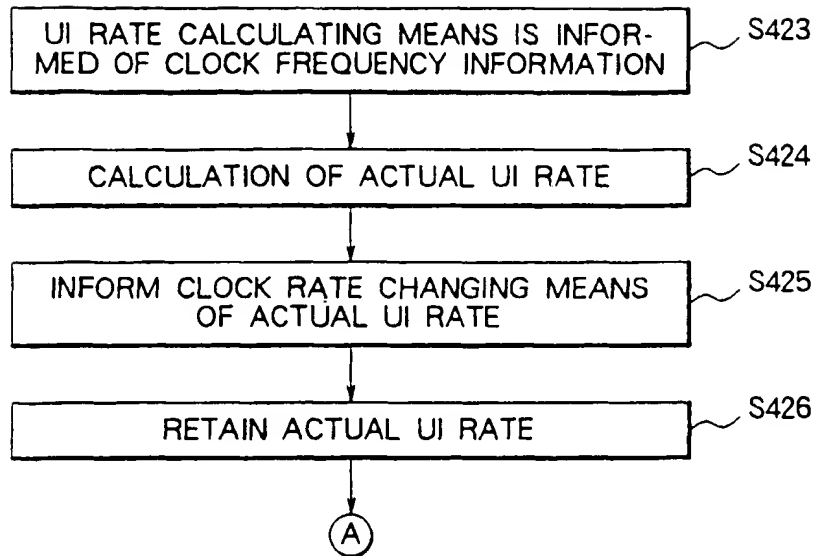 UI RATE CALCULATING MEANS IS INFOR-
MED OF CLOCK FREQUENCY INFORMATION
S423
CALCULATION OF ACTUAL UI RATE
S424
INFORM CLOCK RATE CHANGING MEANS
OF ACTUAL UI RATE
S425
RETAIN ACTUAL UI RATE
S426
A